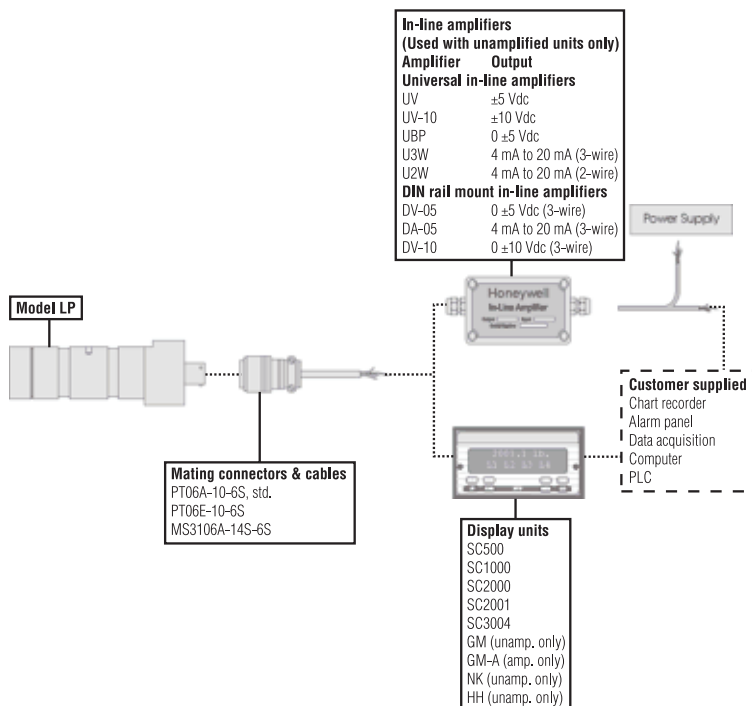 In-line amplifiers
(Used with unamplified units only)
Amplifier Output
Universal in-line amplifiers
UV ±5 Vdc
UV-10 ±10 Vdc
UBP 0 ±5 Vdc
U3W 4 mA to 20 mA (3-wire)
U2W 4 mA to 20 mA (2-wire)
DIN rail mount in-line amplifiers
DV-05 0 ±5 Vdc (3-wire)
DA-05 4 mA to 20 mA (3-wire)
DV-10 0 ±10 Vdc (3-wire)
Power Supply
Honeywell
In-Line Amplifier
Model LP
Mating connectors & cables
PT06A-10-6S, std.
PT06E-10-6S
MS3106A-14S-6S
Customer supplied
Chart recorder
Alarm panel
Data acquisition
Computer
PLC
L1 L2 L3 L4
Display units
SC500
SC1000
SC2000
SC2001
SC3004
GM (unamp. only)
GM-A (amp. only)
NK (unamp. only)
HH (unamp. only)